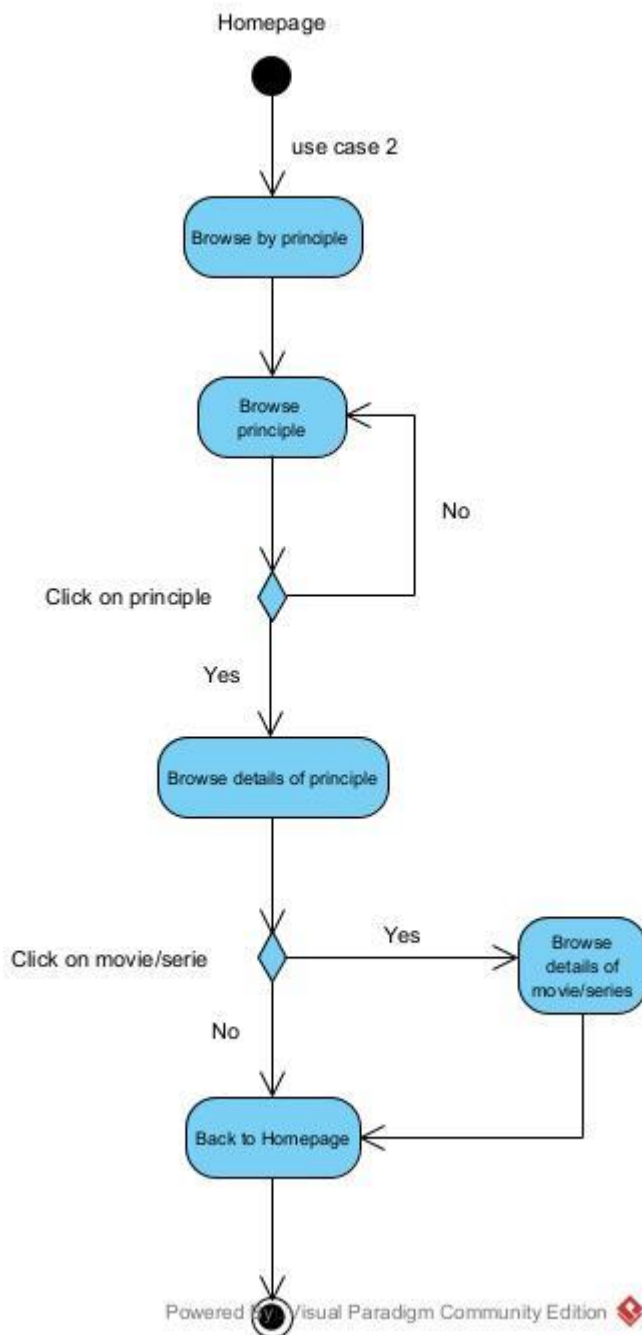 Homepage
use case 2
Browse by principle
Browse
principle
No
Click on principle
Yes
Browse details of principle
Click on movie/serie
Yes
Browse
details of
movie/series
No
Back to Homepage
Powered By Visual Paradigm Community Edition